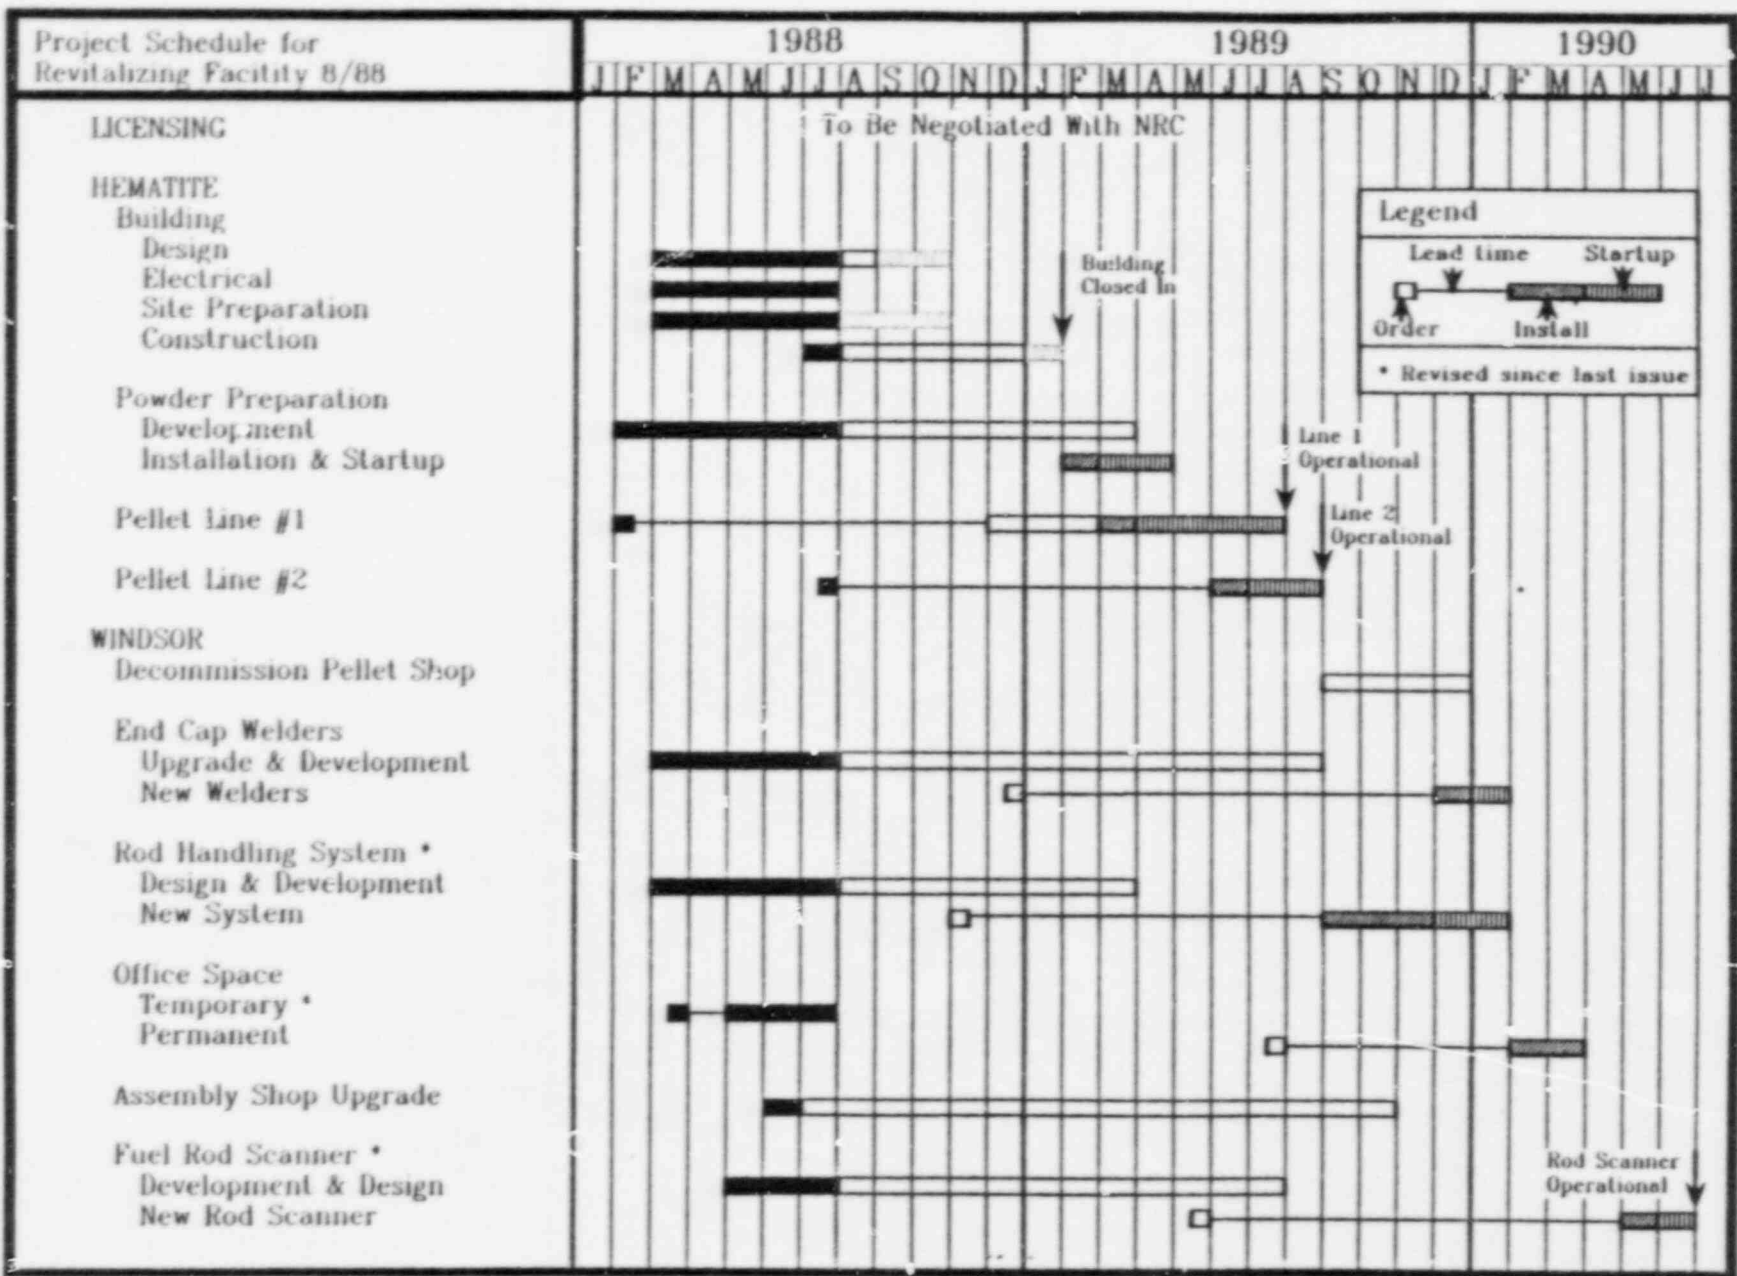 Project Schedule for
Revitalizing Facitity 8/88
1988 1989 1990
J F M A M J J A S O N D J F M A M J J A S O N D J F M A M J J
LICENSING
To Be Negotiated With NRC
HEMATITE
Building
Design
Electrical
Site Preparation
Construction
Building
Closed In
Legend
Lead time Startup
Order Install
* Revised since last issue
Powder Preparation
Development
Installation & Startup
Line 1
Operational
Pellet Line #1
Line 2
Operational
Pellet Line #2
WINDSOR
Decommission Pellet Shop
End Cap Welders
Upgrade & Development
New Welders
Rod Handling System *
Design & Development
New System
Office Space
Temporary *
Permanent
Assembly Shop Upgrade
Fuel Rod Scanner *
Development & Design
New Rod Scanner
Rod Scanner
Operational